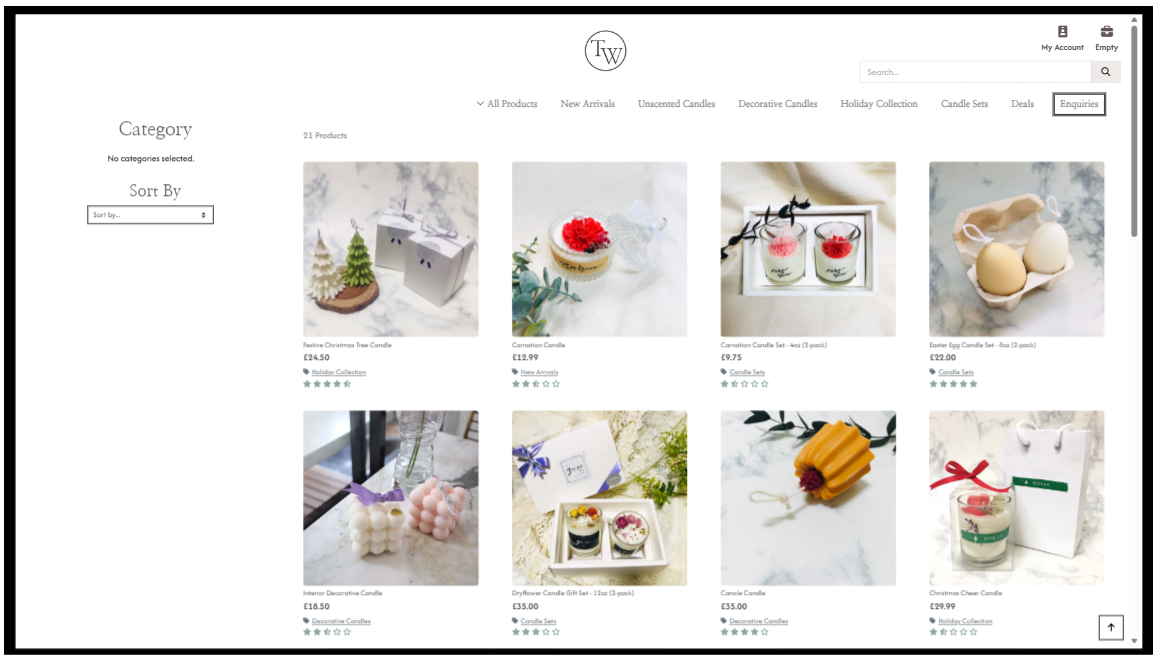 TW
My Account
Empty
Search...
All Products
New Arrivals
Unscented Candles
Decorative Candles
Holiday Collection
Candle Sets
Deals
Enquiries
Category
No categories selected.
Sort By
Sort by...
21 Products
Festive Christmas Tree Candle
£24.50
Holiday Collection
Carnation Candle
£12.99
New Arrivals
Carnation Candle Set - 4oz (2-pack)
£9.75
Candle Sets
Easter Egg Candle Set - 8oz (2-pack)
£22.00
Candle Sets
Interior Decorative Candle
£18.50
Decorative Candles
Dryflower Candle Gift Set - 12oz (2-pack)
£35.00
Candle Sets
Canole Candle
£35.00
Decorative Candles
Christmas Cheer Candle
£29.99
Holiday Collection